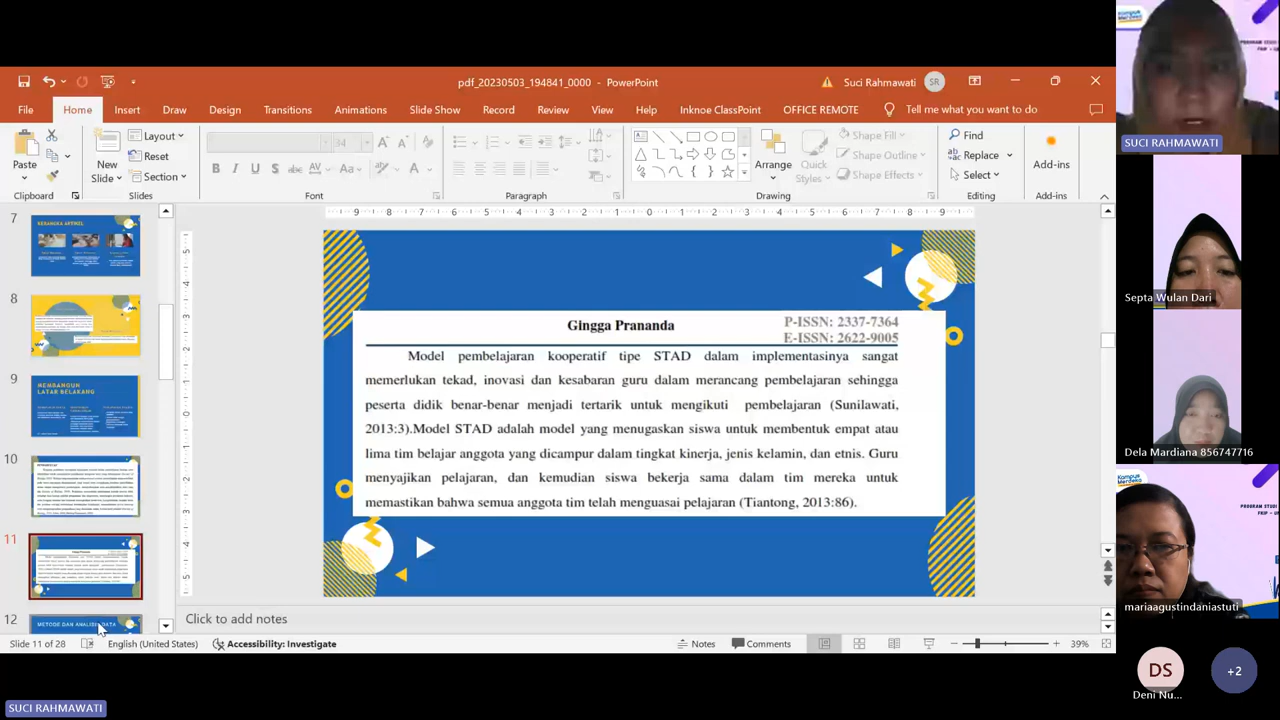 pdf_20230503_194841_0000 - PowerPoint
Suci Rahmawati
SR
File
Home
Insert
Draw
Design
Transitions
Animations
Slide Show
Record
Review
View
Help
Inknoe ClassPoint
OFFICE REMOTE
Tell me what you want to do
Paste
Clipboard
New
Slide
Layout
Reset
Section
Slides
34
Font
Paragraph
Arrange
Quick
Styles
Shape Fill
Shape Outline
Shape Effects
Drawing
Find
Replace
Select
Editing
Add-ins
Add-ins
7
8
9
MEMBANGUN
LATAR BELAKANG
10
11
12
METODE DAN ANALISIS DATA
Gingga Prananda
P-ISSN: 2337-7364
E-ISSN: 2622-9005
Model pembelajaran kooperatif tipe STAD dalam implementasinya sangat
memerlukan tekad, inovasi dan kesabaran guru dalam merancang pembelajaran sehingga
peserta didik benar-benar menjadi tertarik untuk mengikuti pembelajaran (Sunilawati,
2013:3).Model STAD adalah model yang menugaskan siswa untuk membentuk empat atau
lima tim belajar anggota yang dicampur dalam tingkat kinerja, jenis kelamin, dan etnis. Guru
menyajikan pelajaran, dan kemudian siswa bekerja sama dalam tim mereka untuk
memastikan bahwa semua anggota tim telah menguasai pelajaran (Tambung, 2013:86).
Click to add notes
Slide 11 of 28
English (United States)
Accessibility: Investigate
Notes
Comments
39%
SUCI RAHMAWATI
SUCI RAHMAWATI
Septa Wulan Dari
Dela Mardiana 856747716
mariaagustindaniastuti
DS
Deni Nu...
+2